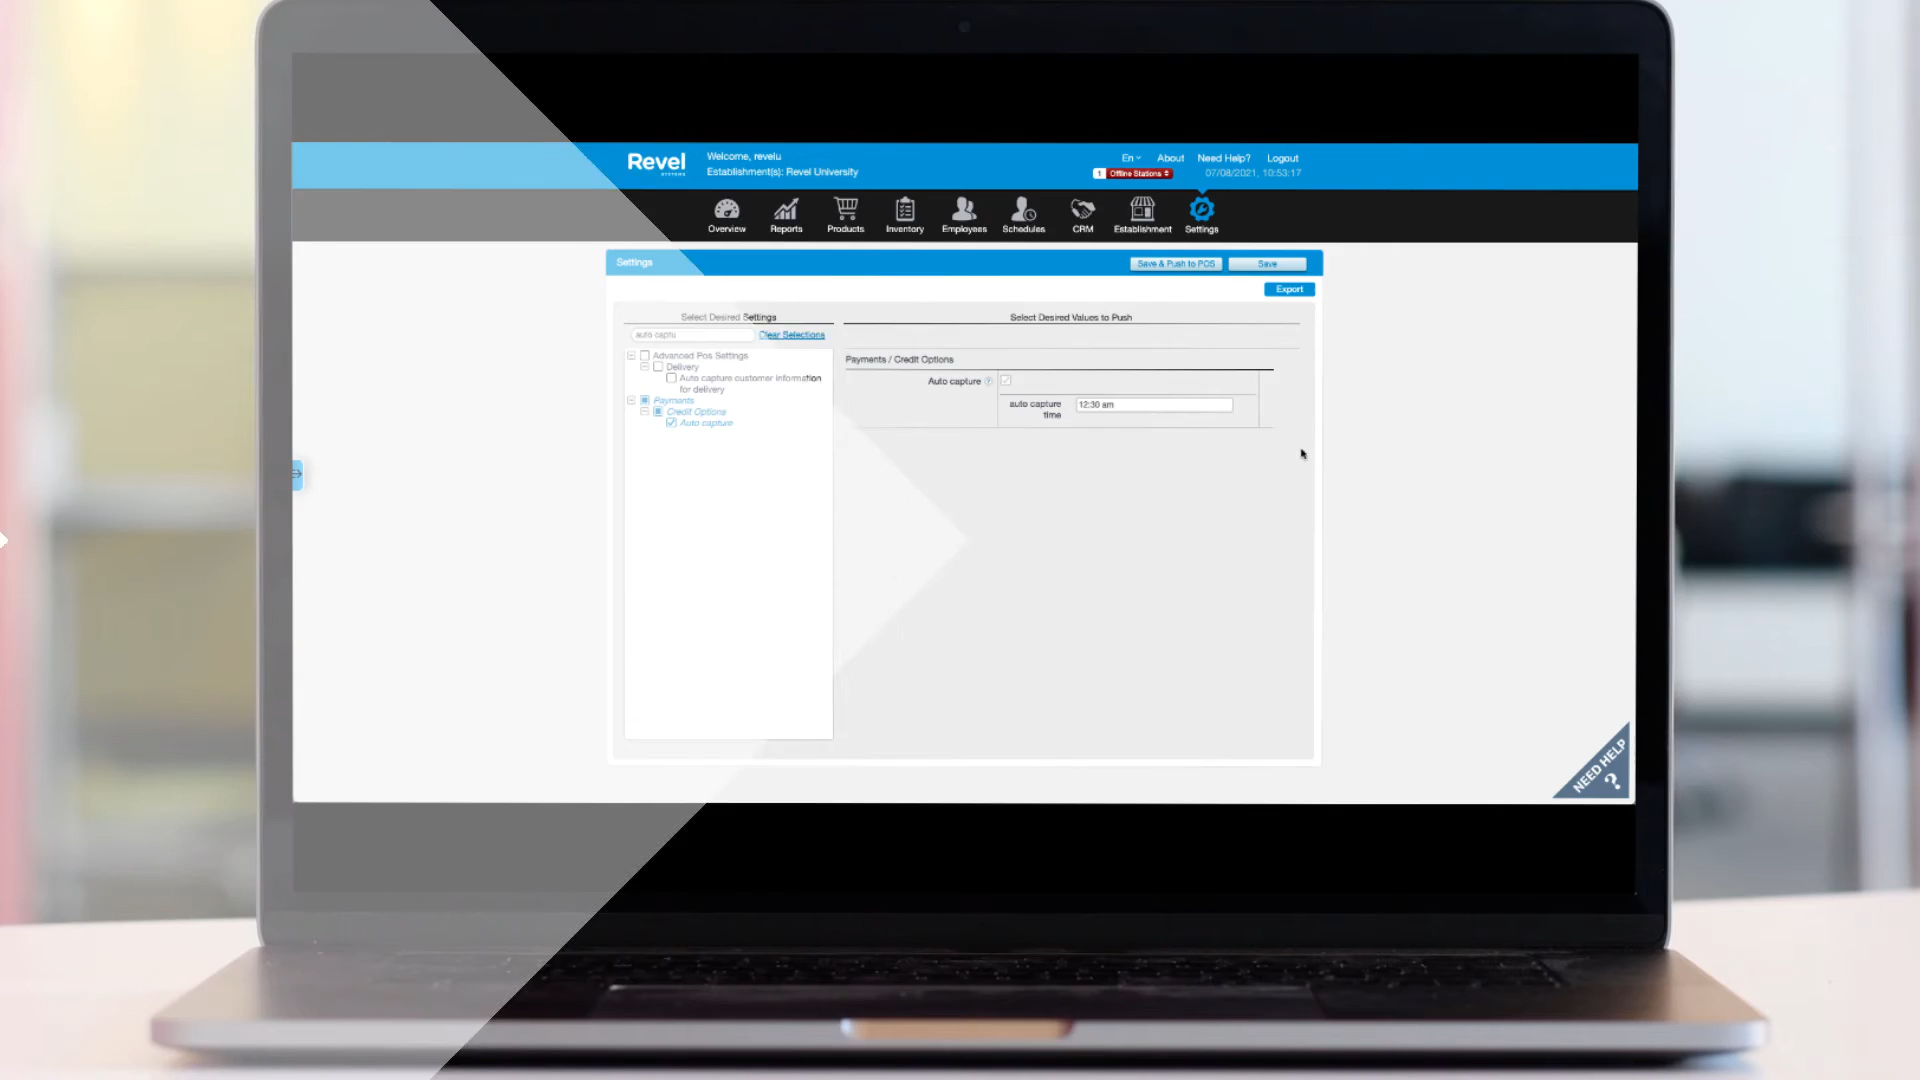 Revel
SYSTEMS
Welcome, revelu
Establishment(s): Revel University
En
About
Need Help?
Logout
1
Offline Stations
07/08/2021, 10:53:17
Overview
Reports
Products
Inventory
Employees
Schedules
CRM
Establishment
Settings
Settings
Save & Push to POS
Save
Export
Select Desired Settings
auto captu
Clear Selections
Advanced Pos Settings
Delivery
Auto capture customer information
for delivery
Payments
Credit Options
Auto capture
Select Desired Values to Push
Payments / Credit Options
Auto capture ?
auto capture
time
12:30 am
NEED HELP
?